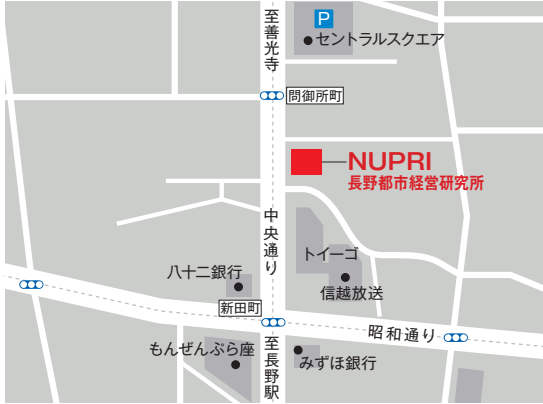 至善光寺
P
セントラルスクエア
問御所町
NUPRI
長野都市経営研究所
中央通り
トイーゴ
八十二銀行
信越放送
新田町
昭和通り
もんぜんぷら座
至長野駅
みずほ銀行